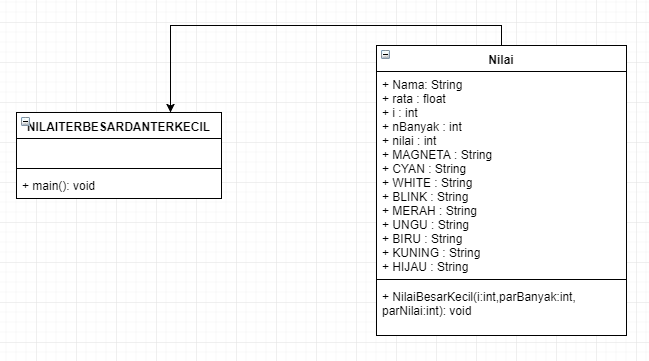 NILAITERBESARDANTERKECIL
+ main(): void
Nilai
+ Nama: String
+ rata : float
+ i : int
+ nBanyak : int
+ nilai : int
+ MAGNETA : String
+ CYAN : String
+ WHITE : String
+ BLINK : String
+ MERAH : String
+ UNGU : String
+ BIRU : String
+ KUNING : String
+ HIJAU : String
+ NilaiBesarKecil(i:int,parBanyak:int,
parNilai:int): void